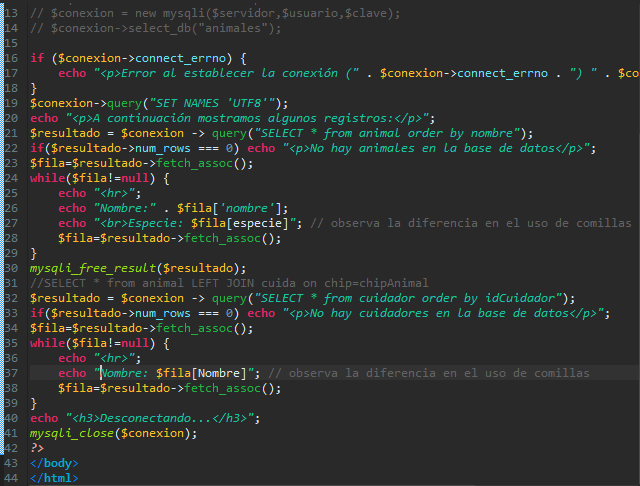 13 // $conexion = new mysqli($servidor,$usuario,$clave);
14 // $conexion->select_db("animales");
15
16 if ($conexion->connect_errno) {
17 echo "<p>Error al establecer la conexión (" . $conexion->connect_errno . ") " . $co
18 }
19 $conexion->query("SET NAMES 'UTF8'");
20 echo "<p>A continuación mostramos algunos registros:</p>";
21 $resultado = $conexion -> query("SELECT * from animal order by nombre");
22 if($resultado->num_rows === 0) echo "<p>No hay animales en la base de datos</p>";
23 $fila=$resultado->fetch_assoc();
24 while($fila!=null) {
25 echo "<hr>";
26 echo "Nombre:" . $fila['nombre'];
27 echo "<br>Especie: $fila[especie]"; // observa la diferencia en el uso de comillas
28 $fila=$resultado->fetch_assoc();
29 }
30 mysqli_free_result($resultado);
31 //SELECT * from animal LEFT JOIN cuida on chip=chipAnimal
32 $resultado = $conexion -> query("SELECT * from cuidador order by idCuidador");
33 if($resultado->num_rows === 0) echo "<p>No hay cuidadores en la base de datos</p>";
34 $fila=$resultado->fetch_assoc();
35 while($fila!=null) {
36 echo "<hr>";
37 echo "Nombre: $fila[Nombre]"; // observa la diferencia en el uso de comillas
38 $fila=$resultado->fetch_assoc();
39 }
40 echo "<h3>Desconectando...</h3>";
41 mysqli_close($conexion);
42 ?>
43 </body>
44 </html>